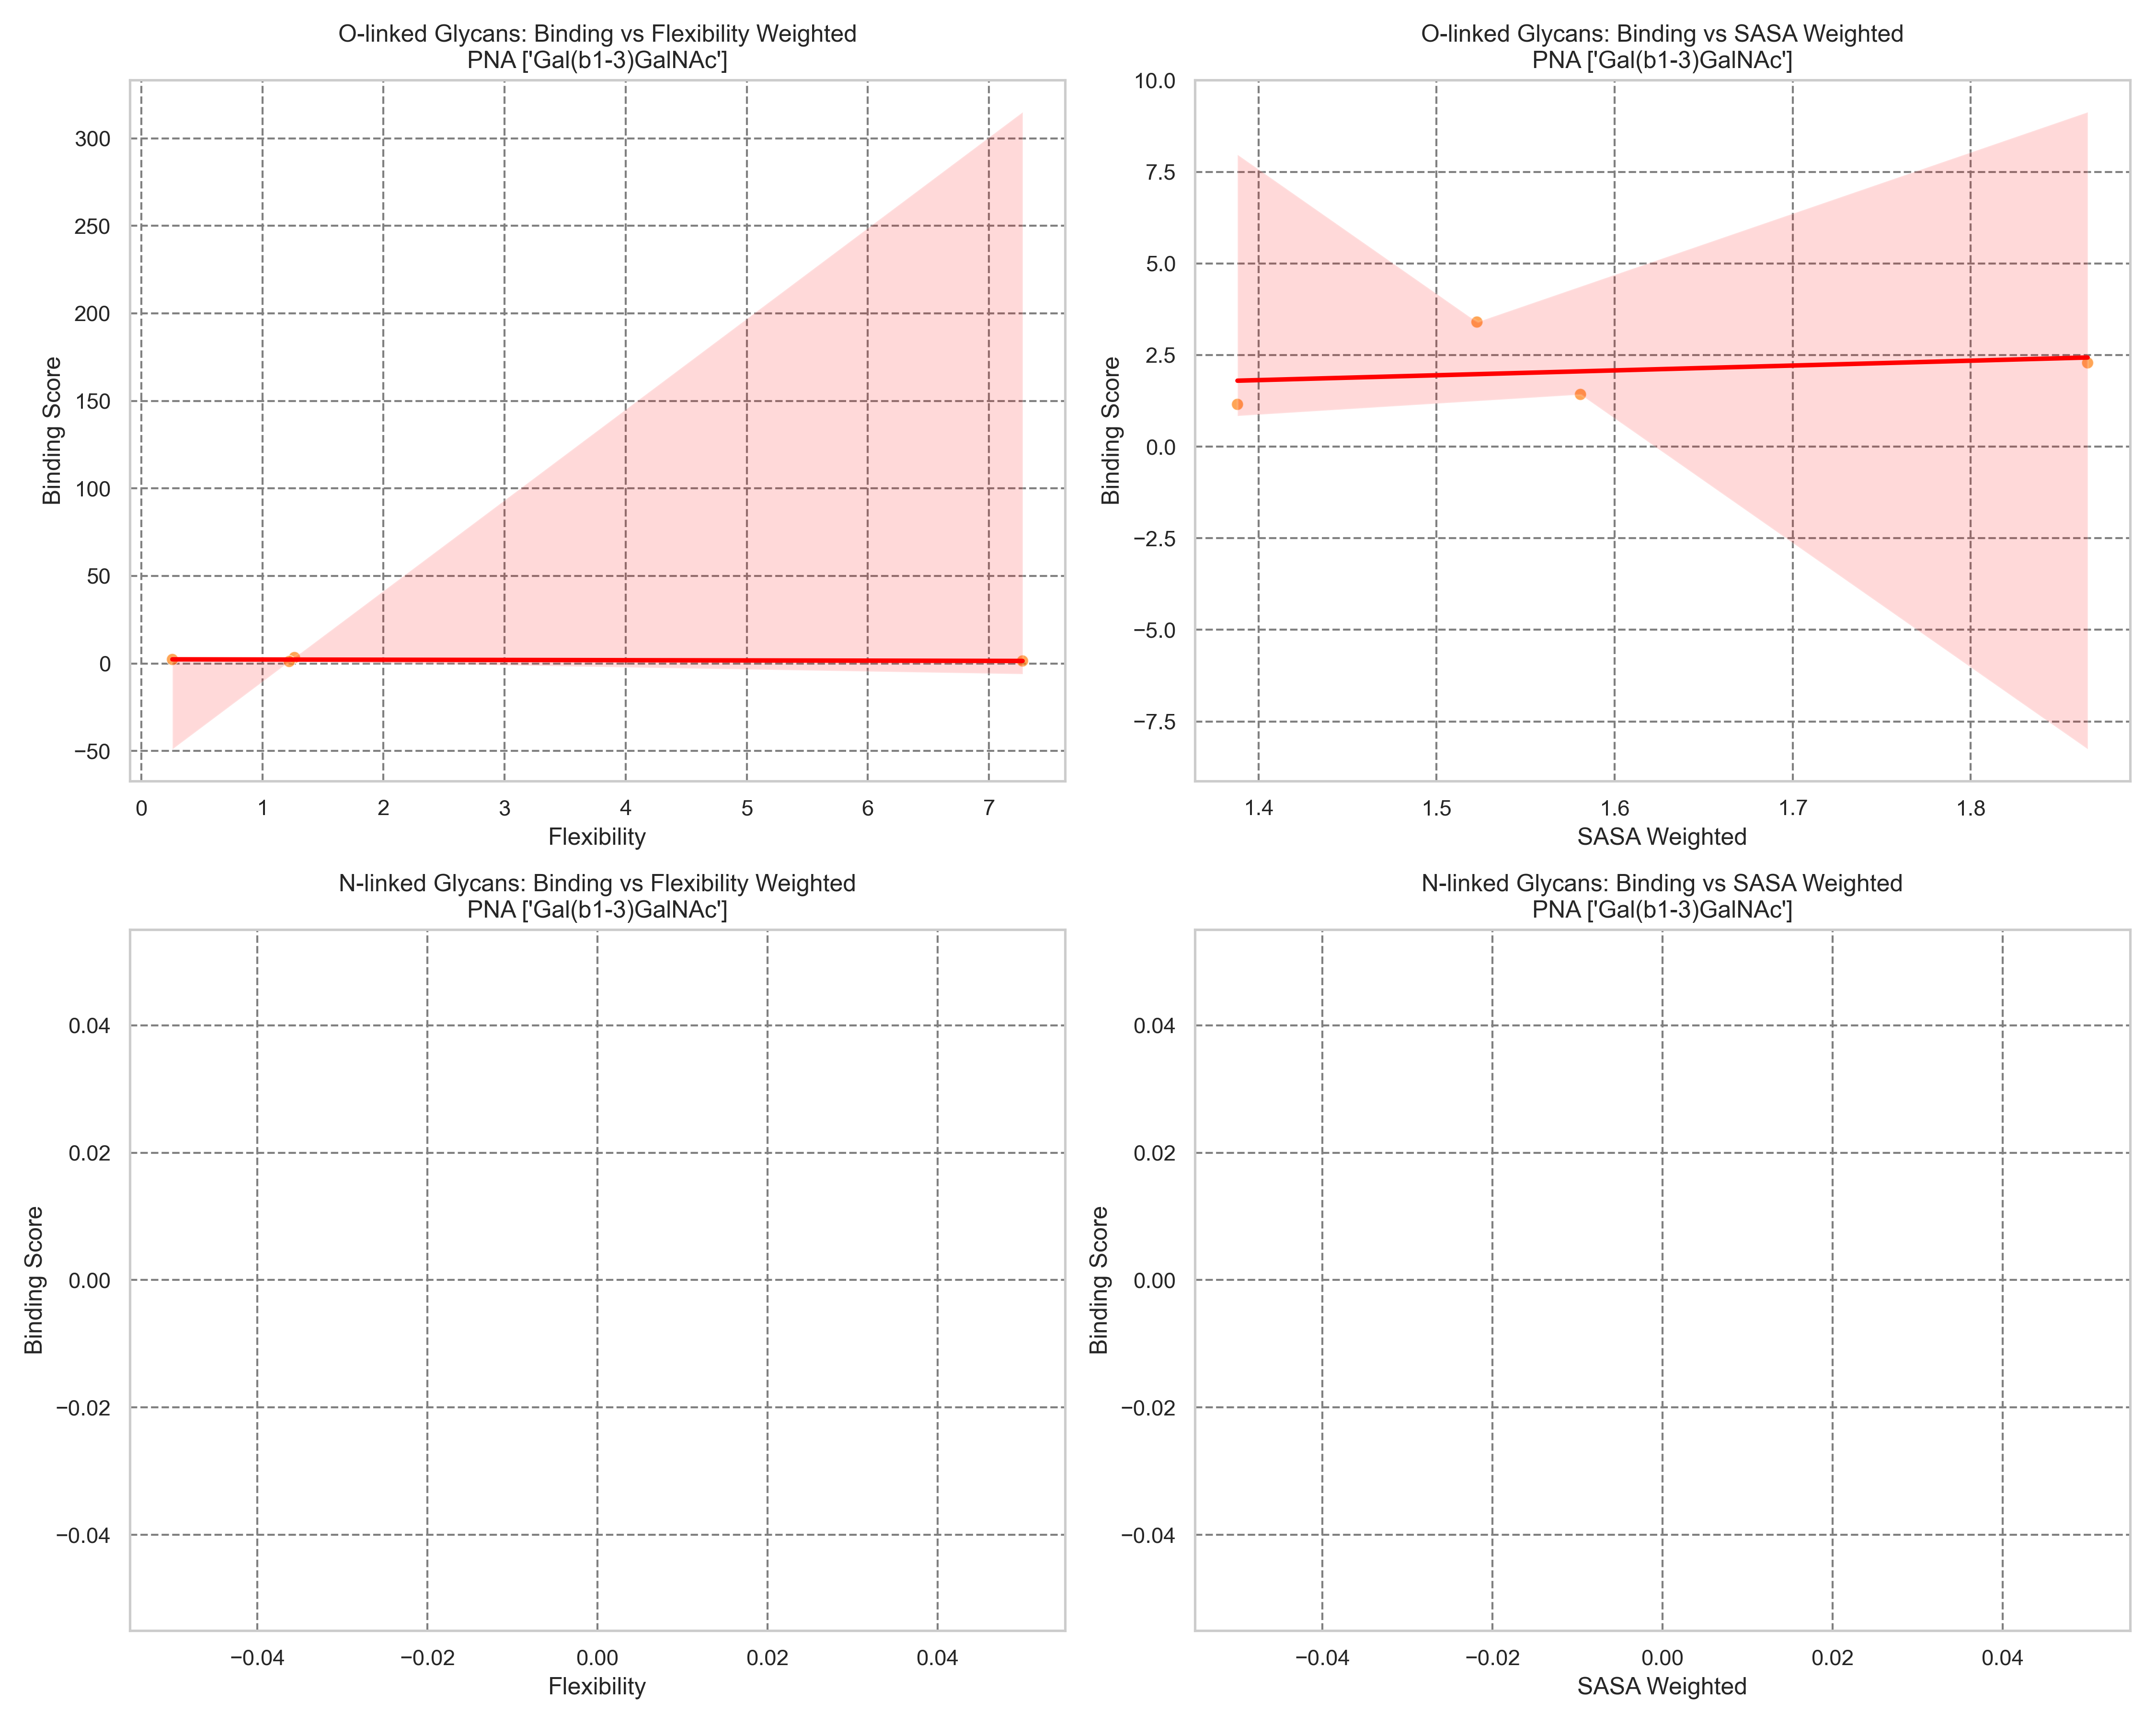 O-linked Glycans: Binding vs Flexibility Weighted
PNA ['Gal(b1-3)GalNAc']
300
250
200
150
100
50
0
−50
Binding Score
0 1 2 3 4 5 6 7
Flexibility
O-linked Glycans: Binding vs SASA Weighted
PNA ['Gal(b1-3)GalNAc']
10.0
7.5
5.0
2.5
0.0
−2.5
−5.0
−7.5
Binding Score
1.4 1.5 1.6 1.7 1.8
SASA Weighted
N-linked Glycans: Binding vs Flexibility Weighted
PNA ['Gal(b1-3)GalNAc']
0.04
0.02
0.00
−0.02
−0.04
Binding Score
−0.04 −0.02 0.00 0.02 0.04
Flexibility
N-linked Glycans: Binding vs SASA Weighted
PNA ['Gal(b1-3)GalNAc']
0.04
0.02
0.00
−0.02
−0.04
Binding Score
−0.04 −0.02 0.00 0.02 0.04
SASA Weighted